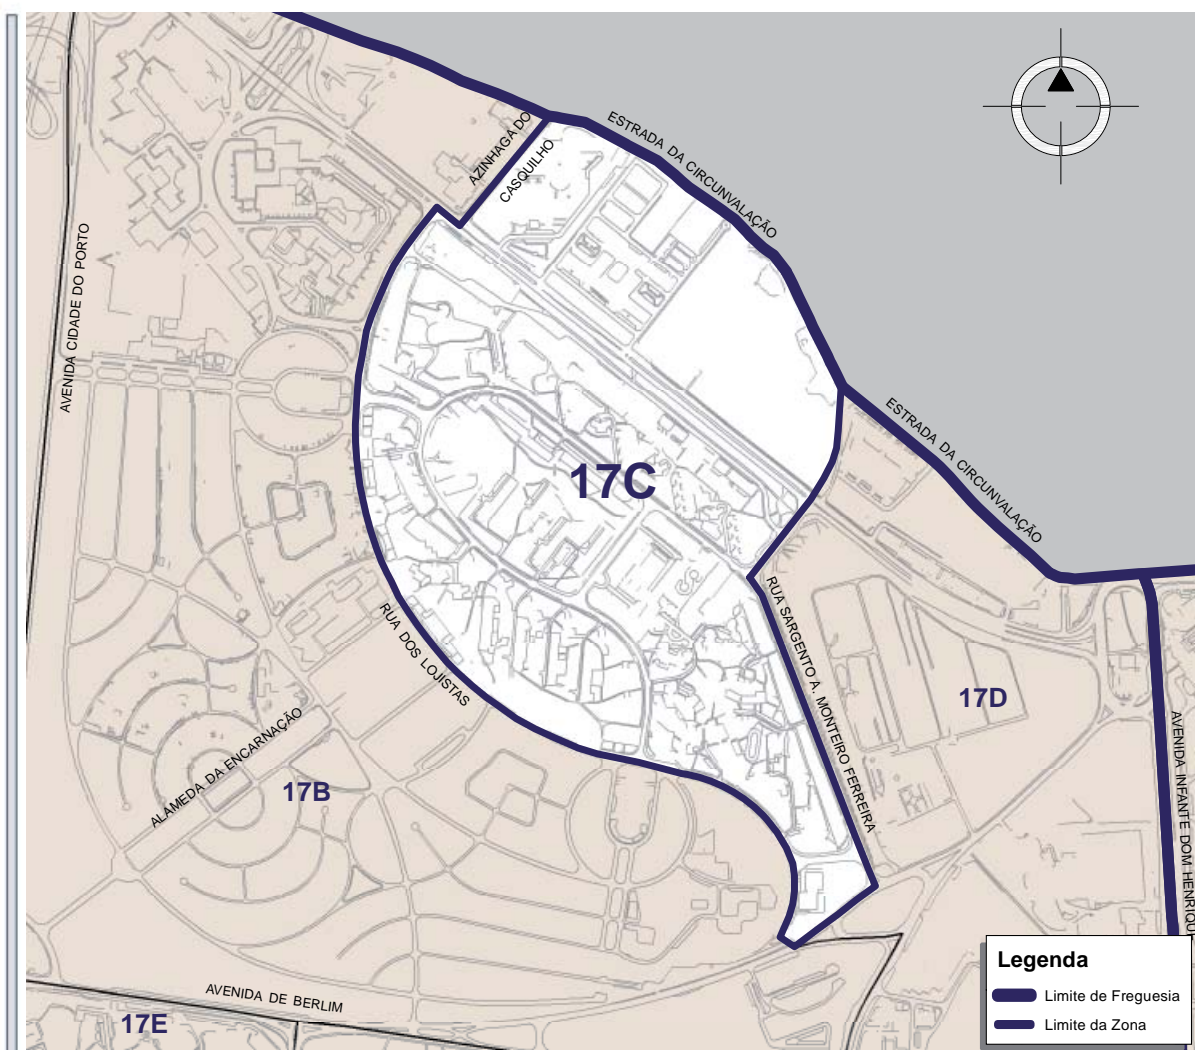 ESTRADA DA CIRCUNVALAÇÃO
AZINHAGA DO
CASQUILHO
AVENIDA CIDADE DO PORTO
ESTRADA DA CIRCUNVALAÇÃO
17C
RUA DOS LOJISTAS
RUA SARGENTO A. MONTEIRO FERREIRA
17D
ALAMEDA DA ENCARNAÇÃO
17B
AVENIDA INFANTE DOM HENRIQUE
AVENIDA DE BERLIM
17E
Legenda
Limite de Freguesia
Limite da Zona